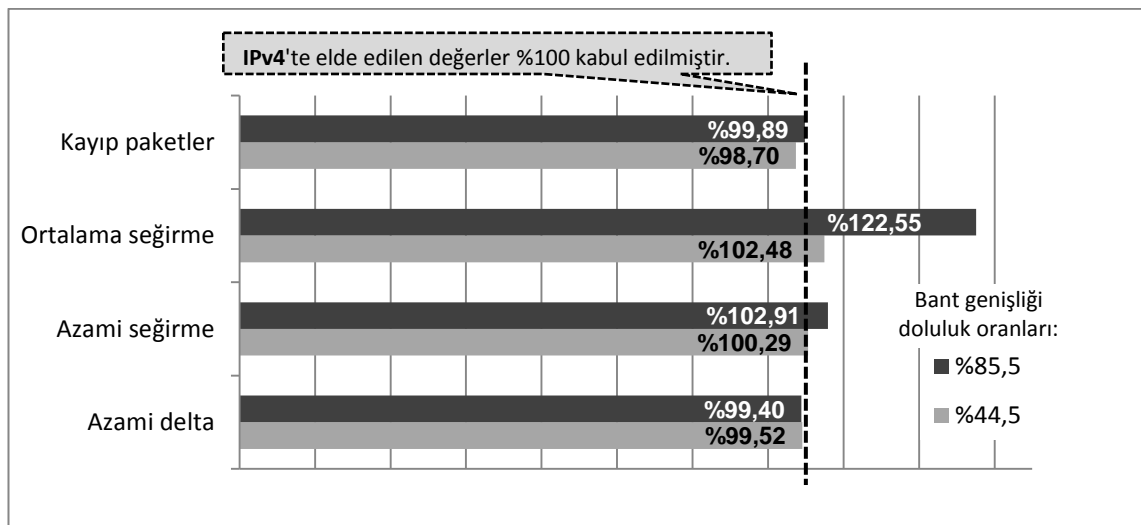 IPv4'te elde edilen değerler %100 kabul edilmiştir.
Kayıp paketler
%99,89
%98,70
Ortalama seğirme
%122,55
%102,48
Azami seğirme
%102,91
%100,29
Azami delta
%99,40
%99,52
Bant genişliği
doluluk oranları:
%85,5
%44,5